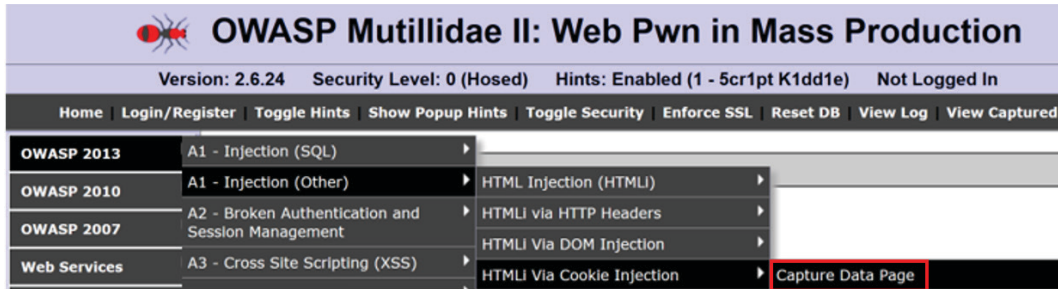 OWASP Mutillidae II: Web Pwn in Mass Production
Version: 2.6.24 Security Level: 0 (Hosed) Hints: Enabled (1 - 5cr1pt K1dd1e) Not Logged In
Home | Login/Register | Toggle Hints | Show Popup Hints | Toggle Security | Enforce SSL | Reset DB | View Log | View Captured
OWASP 2013
OWASP 2010
OWASP 2007
Web Services
A1 - Injection (SQL)
A1 - Injection (Other)
A2 - Broken Authentication and
Session Management
A3 - Cross Site Scripting (XSS)
HTML Injection (HTMLi)
HTMLi via HTTP Headers
HTMLi Via DOM Injection
HTMLi Via Cookie Injection
Capture Data Page